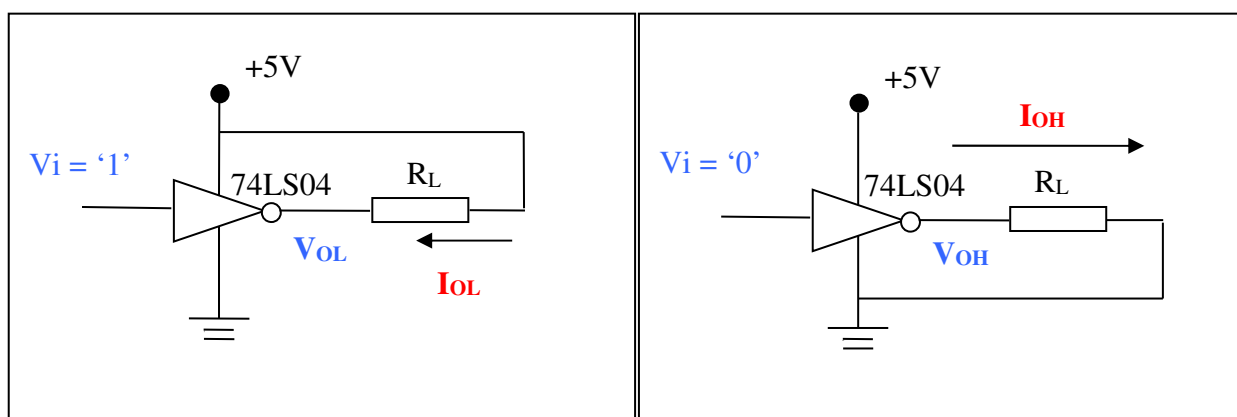 +5V
Vi = ‘1’
74LS04
RL
VOL
IOL
+5V
IOH
Vi = ‘0’
74LS04
RL
VOH